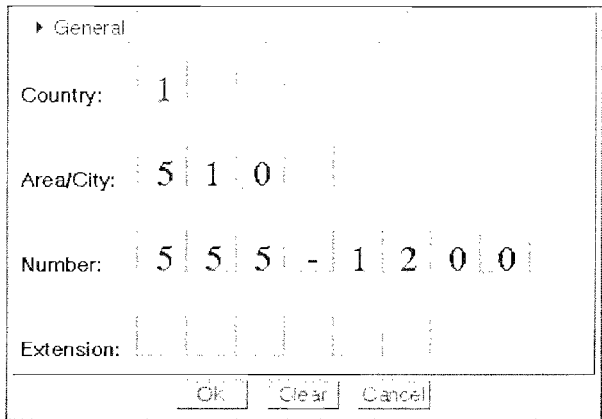 General
Country: 1
Area/City: 5 1 0
Number: 5 5 5 - 1 2 0 0
Extension:
OK Clear Cancel